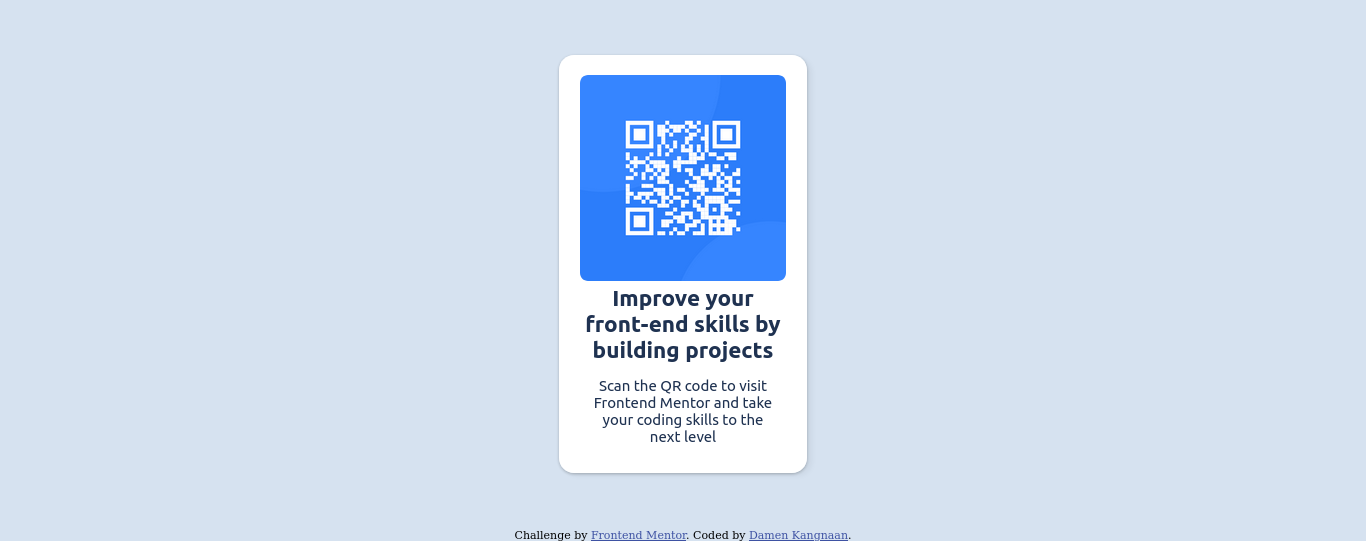 Improve your
front-end skills by
building projects
Scan the QR code to visit
Frontend Mentor and take
your coding skills to the
next level
Challenge by Frontend Mentor. Coded by Damen Kangnaan.